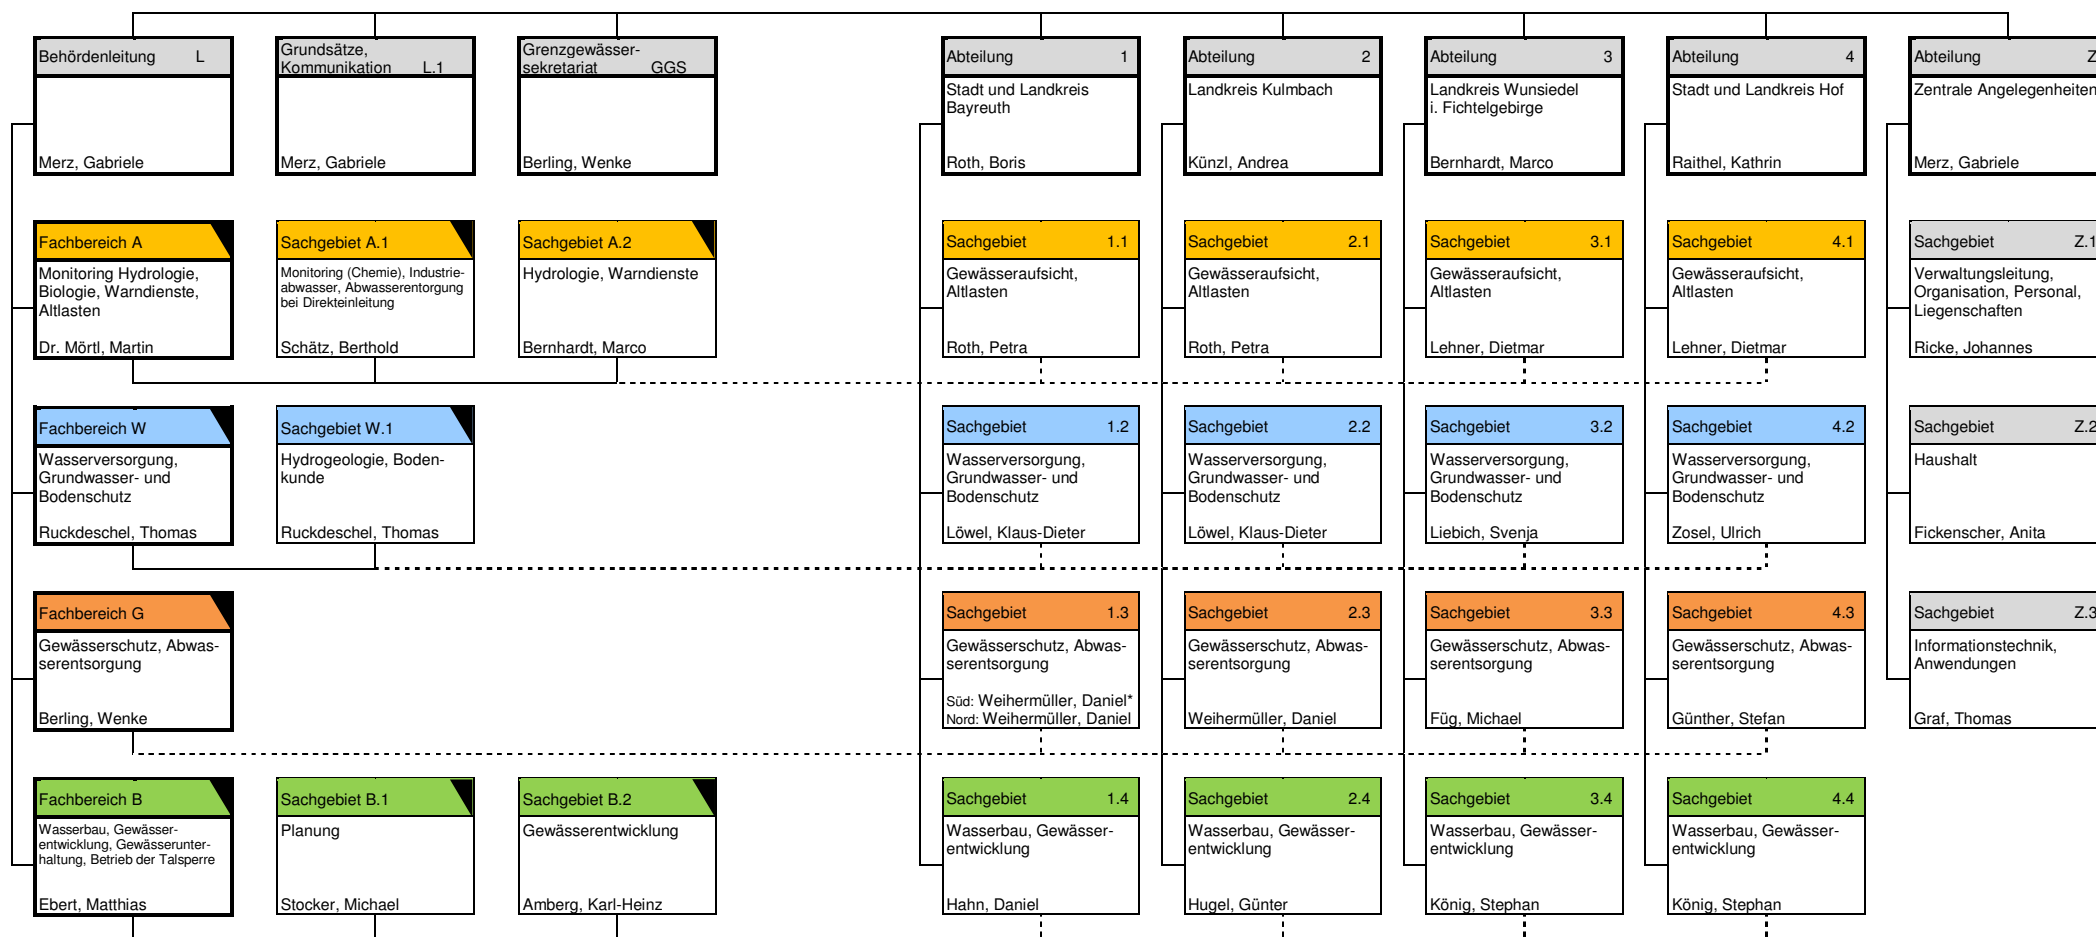 Behördenleitung L
Merz, Gabriele
Grundsätze,
Kommunikation L.1
Merz, Gabriele
Grenzgewässer-
sekretariat GGS
Berling, Wenke
Abteilung 1
Stadt und Landkreis
Bayreuth
Roth, Boris
Abteilung 2
Landkreis Kulmbach
Künzl, Andrea
Abteilung 3
Landkreis Wunsiedel
i. Fichtelgebirge
Bernhardt, Marco
Abteilung 4
Stadt und Landkreis Hof
Raithel, Kathrin
Abteilung Z
Zentrale Angelegenheiten
Merz, Gabriele
Fachbereich A
Monitoring Hydrologie,
Biologie, Warndienste,
Altlasten
Dr. Mörtl, Martin
Sachgebiet A.1
Monitoring (Chemie), Industrie-
abwasser, Abwasserentorgung
bei Direkteinleitung
Schätz, Berthold
Sachgebiet A.2
Hydrologie, Warndienste
Bernhardt, Marco
Sachgebiet 1.1
Gewässeraufsicht,
Altlasten
Roth, Petra
Sachgebiet 2.1
Gewässeraufsicht,
Altlasten
Roth, Petra
Sachgebiet 3.1
Gewässeraufsicht,
Altlasten
Lehner, Dietmar
Sachgebiet 4.1
Gewässeraufsicht,
Altlasten
Lehner, Dietmar
Sachgebiet Z.1
Verwaltungsleitung,
Organisation, Personal,
Liegenschaften
Ricke, Johannes
Fachbereich W
Wasserversorgung,
Grundwasser- und
Bodenschutz
Ruckdeschel, Thomas
Sachgebiet W.1
Hydrogeologie, Boden-
kunde
Ruckdeschel, Thomas
Sachgebiet 1.2
Wasserversorgung,
Grundwasser- und
Bodenschutz
Löwel, Klaus-Dieter
Sachgebiet 2.2
Wasserversorgung,
Grundwasser- und
Bodenschutz
Löwel, Klaus-Dieter
Sachgebiet 3.2
Wasserversorgung,
Grundwasser- und
Bodenschutz
Liebich, Svenja
Sachgebiet 4.2
Wasserversorgung,
Grundwasser- und
Bodenschutz
Zosel, Ulrich
Sachgebiet Z.2
Haushalt
Fickenscher, Anita
Fachbereich G
Gewässerschutz, Abwas-
serentsorgung
Berling, Wenke
Sachgebiet 1.3
Gewässerschutz, Abwas-
serentsorgung
Süd: Weihermüller, Daniel*
Nord: Weihermüller, Daniel
Sachgebiet 2.3
Gewässerschutz, Abwas-
serentsorgung
Weihermüller, Daniel
Sachgebiet 3.3
Gewässerschutz, Abwas-
serentsorgung
Füg, Michael
Sachgebiet 4.3
Gewässerschutz, Abwas-
serentsorgung
Günther, Stefan
Sachgebiet Z.3
Informationstechnik,
Anwendungen
Graf, Thomas
Fachbereich B
Wasserbau, Gewässer-
entwicklung, Gewässerunter-
haltung, Betrieb der Talsperre
Ebert, Matthias
Sachgebiet B.1
Planung
Stocker, Michael
Sachgebiet B.2
Gewässerentwicklung
Amberg, Karl-Heinz
Sachgebiet 1.4
Wasserbau, Gewässer-
entwicklung
Hahn, Daniel
Sachgebiet 2.4
Wasserbau, Gewässer-
entwicklung
Hugel, Günter
Sachgebiet 3.4
Wasserbau, Gewässer-
entwicklung
König, Stephan
Sachgebiet 4.4
Wasserbau, Gewässer-
entwicklung
König, Stephan